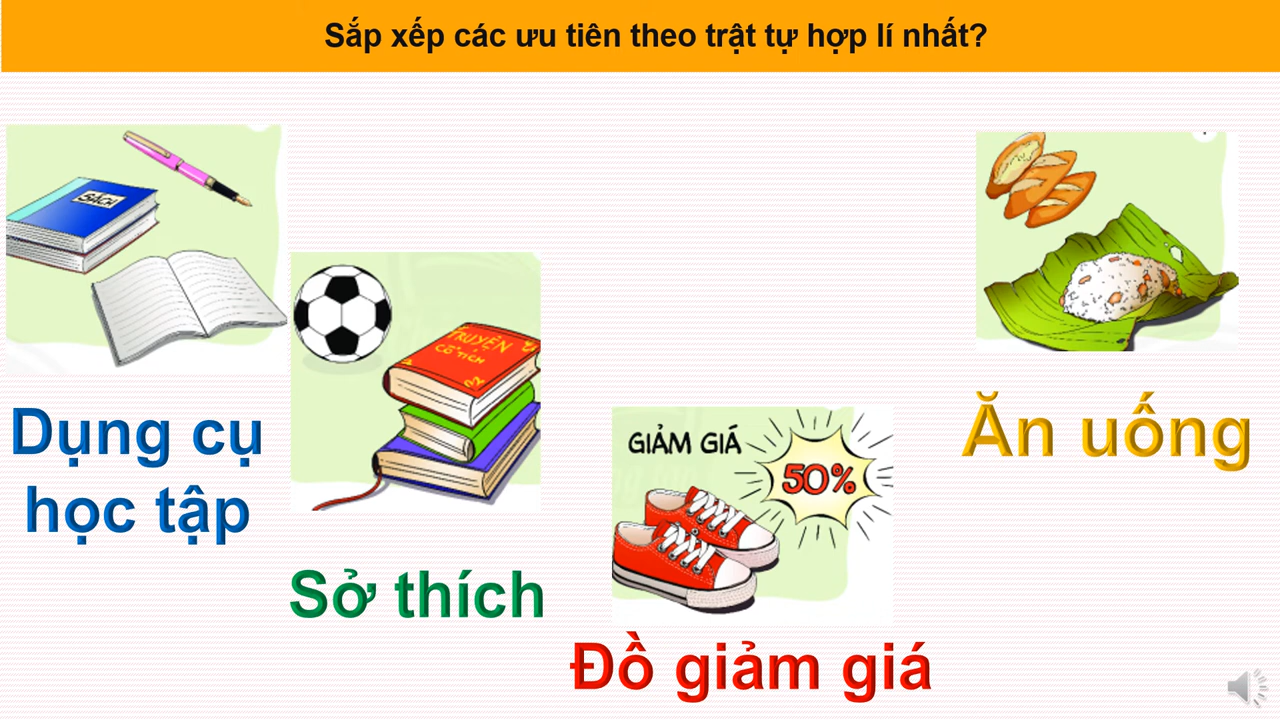 Sắp xếp các ưu tiên theo trật tự hợp lí nhất?
SÁCH
Dụng cụ
học tập
TRUYỆN
CỔ TÍCH
Sở thích
GIẢM GIÁ
50%
Đồ giảm giá
Ăn uống